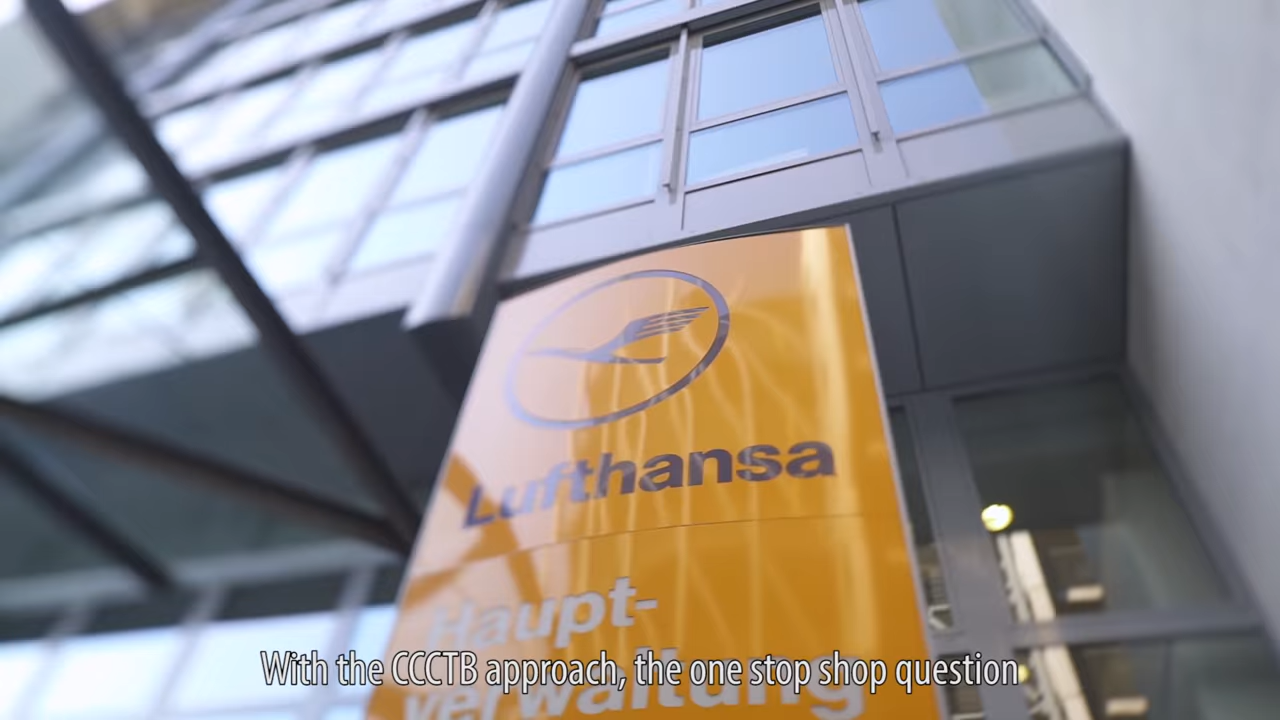 Lufthansa
Haupt-
verwaltung
With the CCCTB approach, the one stop shop question